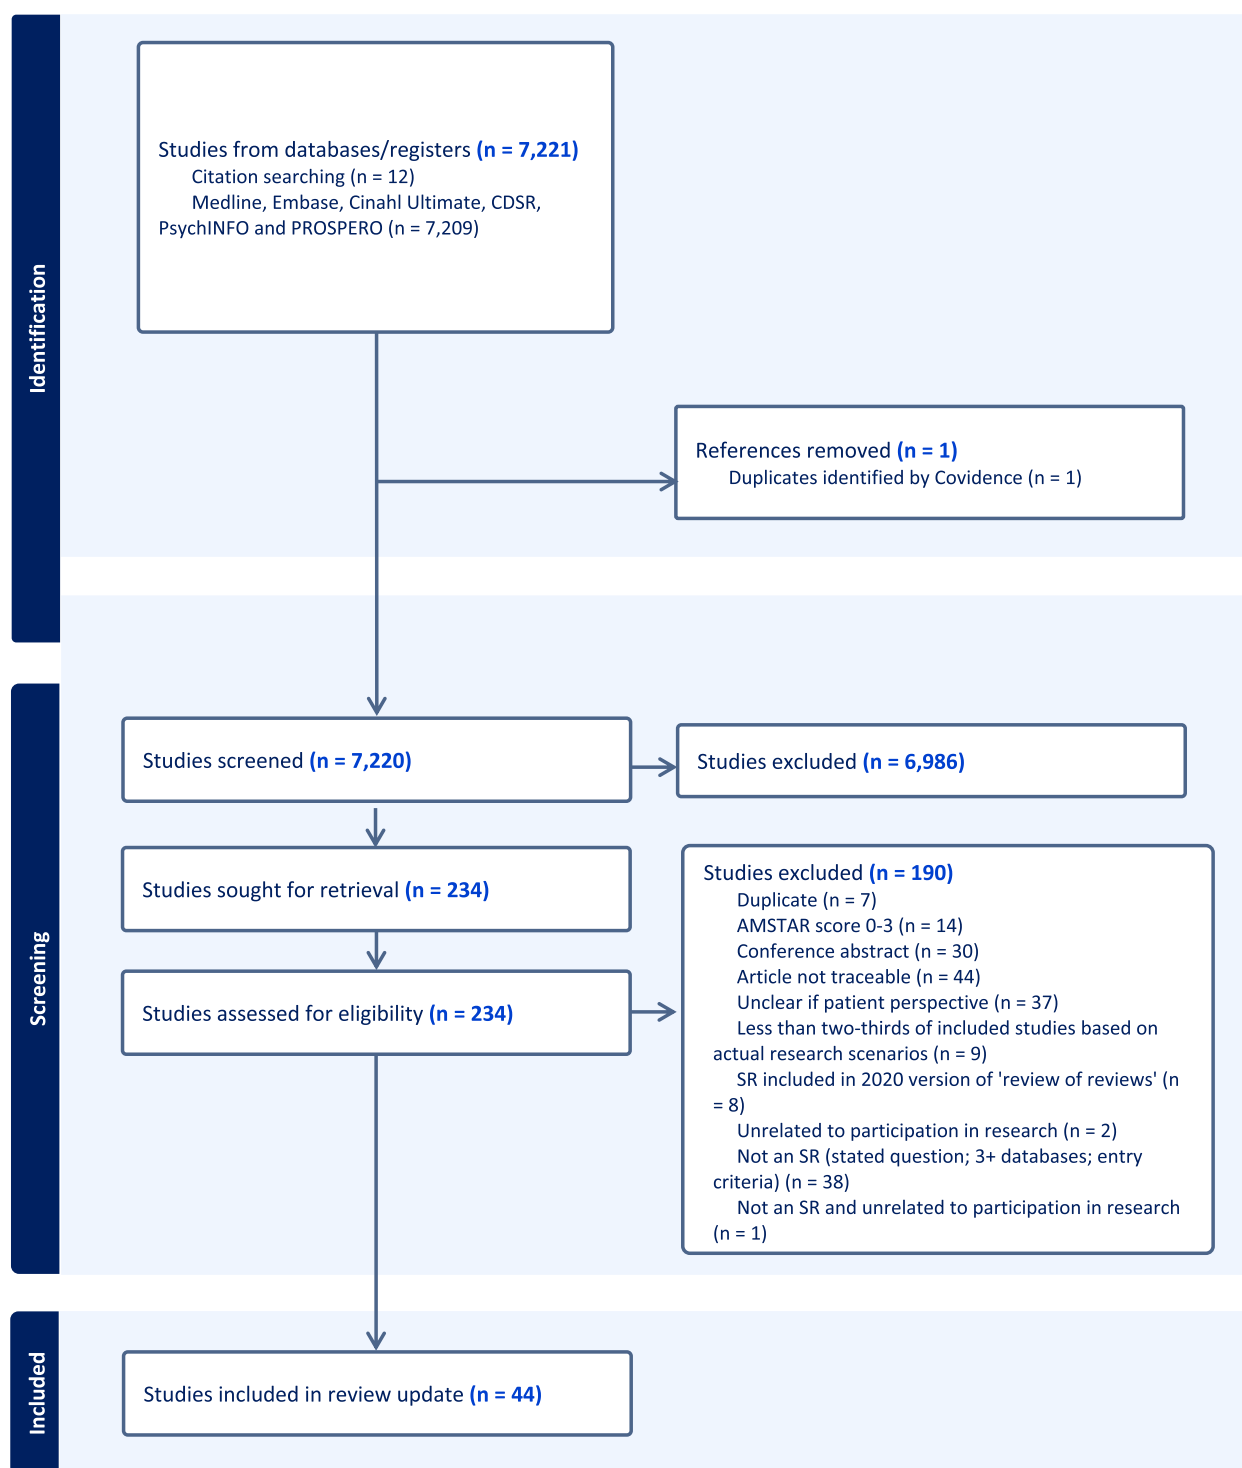 Identification
Studies from databases/registers (n = 7,221)
Citation searching (n = 12)
Medline, Embase, Cinahl Ultimate, CDSR,
PsychINFO and PROSPERO (n = 7,209)
References removed (n = 1)
Duplicates identified by Covidence (n = 1)
Screening
Studies screened (n = 7,220)
Studies excluded (n = 6,986)
Studies sought for retrieval (n = 234)
Studies assessed for eligibility (n = 234)
Studies excluded (n = 190)
Duplicate (n = 7)
AMSTAR score 0-3 (n = 14)
Conference abstract (n = 30)
Article not traceable (n = 44)
Unclear if patient perspective (n = 37)
Less than two-thirds of included studies based on
actual research scenarios (n = 9)
SR included in 2020 version of 'review of reviews' (n
= 8)
Unrelated to participation in research (n = 2)
Not an SR (stated question; 3+ databases; entry
criteria) (n = 38)
Not an SR and unrelated to participation in research
(n = 1)
Included
Studies included in review update (n = 44)